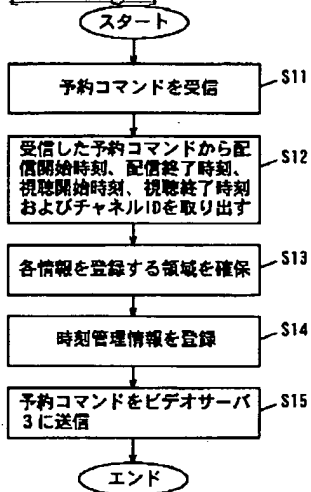 スタート
予約コマンドを受信
S11
受信した予約コマンドから配
信開始時刻、配信終了時刻、
視聴開始時刻、視聴終了時刻
およびチャネルIDを取り出す
S12
各情報を登録する領域を確保
S13
時刻管理情報を登録
S14
予約コマンドをビデオサーバ
3に送信
S15
エンド